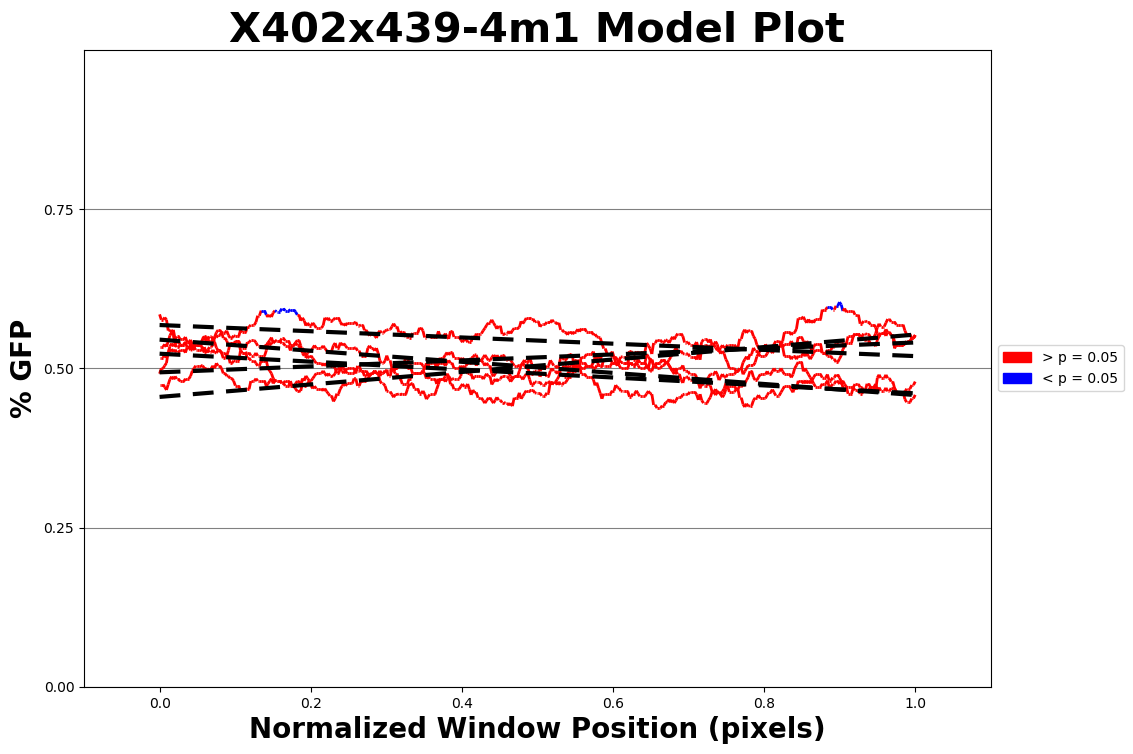 X402x439-4m1 Model Plot
% GFP
0.75
0.50
0.25
0.00
0.0 0.2 0.4 0.6 0.8 1.0
Normalized Window Position (pixels)
> p = 0.05
< p = 0.05